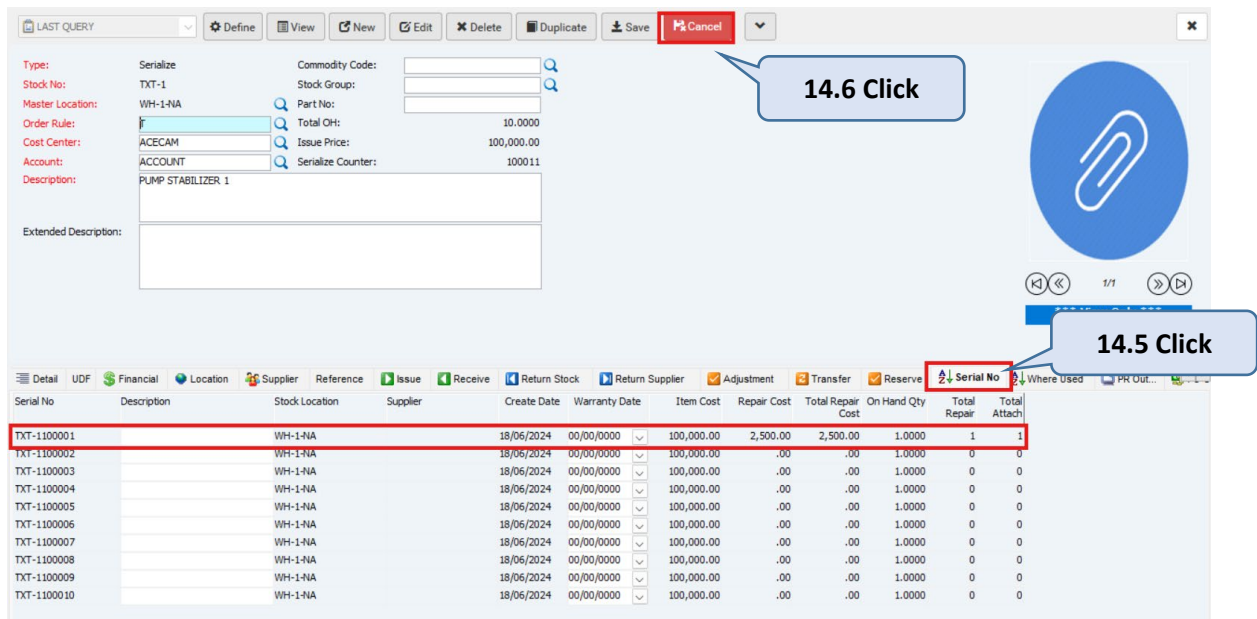 LAST QUERY Define View New Edit Delete Duplicate Save Cancel
14.6 Click
Type: Serialize Commodity Code:
Stock No: TXT-1 Stock Group:
Master Location: WH-1-NA Part No:
Order Rule: T Total OH: 10.0000
Cost Center: ACECAM Issue Price: 100,000.00
Account: ACCOUNT Serialize Counter: 100011
Description: PUMP STABILIZER 1
Extended Description:
1/1
14.5 Click
Detail UDF Financial Location Supplier Reference Issue Receive Return Stock Return Supplier Adjustment Transfer Reserve Serial No Where Used PR Out...
Serial No Description Stock Location Supplier Create Date Warranty Date Item Cost Repair Cost Total Repair Cost On Hand Qty Total Repair Total Attach
TXT-1100001 WH-1-NA 18/06/2024 00/00/0000 100,000.00 2,500.00 2,500.00 1.0000 1 1
TXT-1100002 WH-1-NA 18/06/2024 00/00/0000 100,000.00 .00 .00 1.0000 0 0
TXT-1100003 WH-1-NA 18/06/2024 00/00/0000 100,000.00 .00 .00 1.0000 0 0
TXT-1100004 WH-1-NA 18/06/2024 00/00/0000 100,000.00 .00 .00 1.0000 0 0
TXT-1100005 WH-1-NA 18/06/2024 00/00/0000 100,000.00 .00 .00 1.0000 0 0
TXT-1100006 WH-1-NA 18/06/2024 00/00/0000 100,000.00 .00 .00 1.0000 0 0
TXT-1100007 WH-1-NA 18/06/2024 00/00/0000 100,000.00 .00 .00 1.0000 0 0
TXT-1100008 WH-1-NA 18/06/2024 00/00/0000 100,000.00 .00 .00 1.0000 0 0
TXT-1100009 WH-1-NA 18/06/2024 00/00/0000 100,000.00 .00 .00 1.0000 0 0
TXT-1100010 WH-1-NA 18/06/2024 00/00/0000 100,000.00 .00 .00 1.0000 0 0